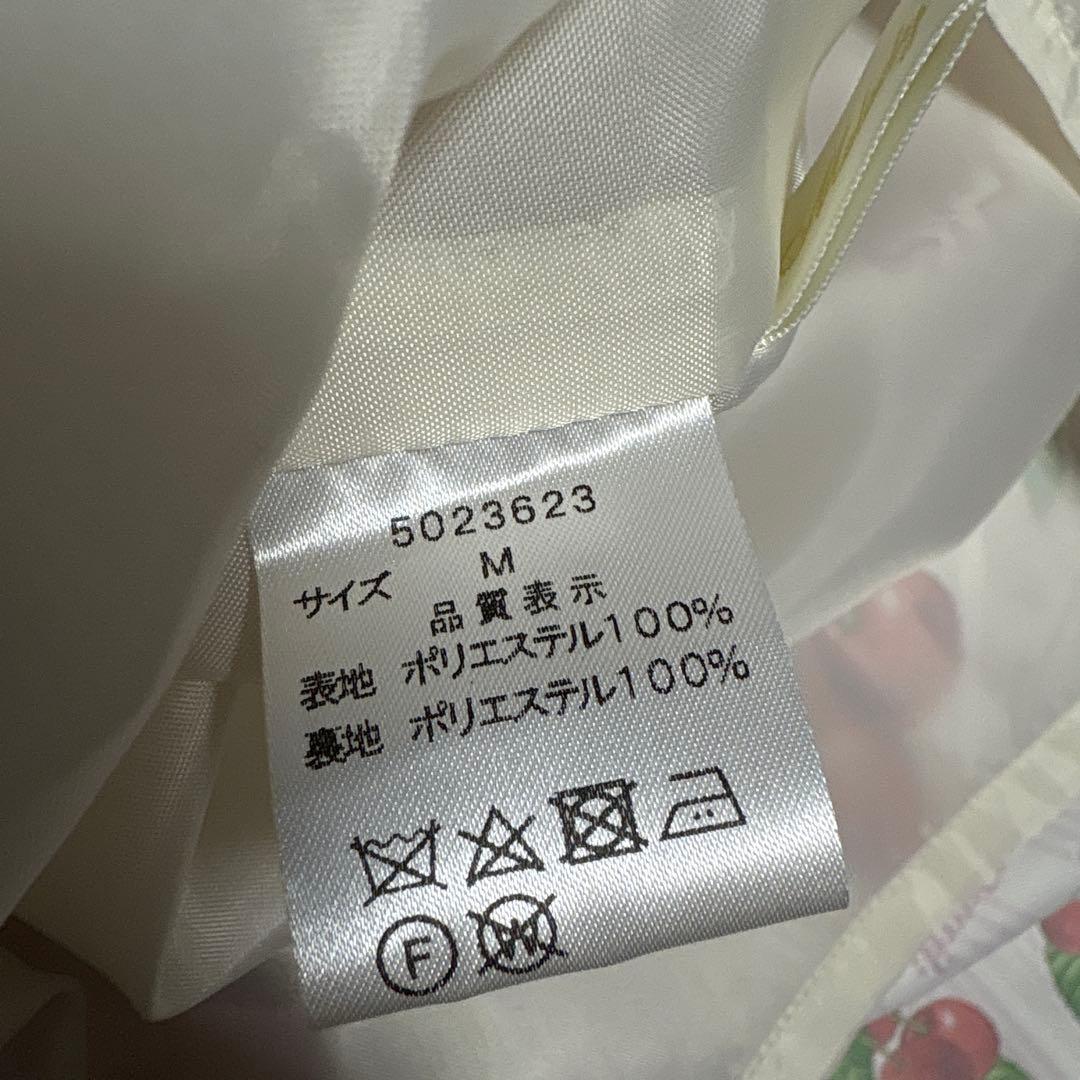 5023623
サイズ M
品質表示
表地 ポリエステル100%
裏地 ポリエステル100%
F W